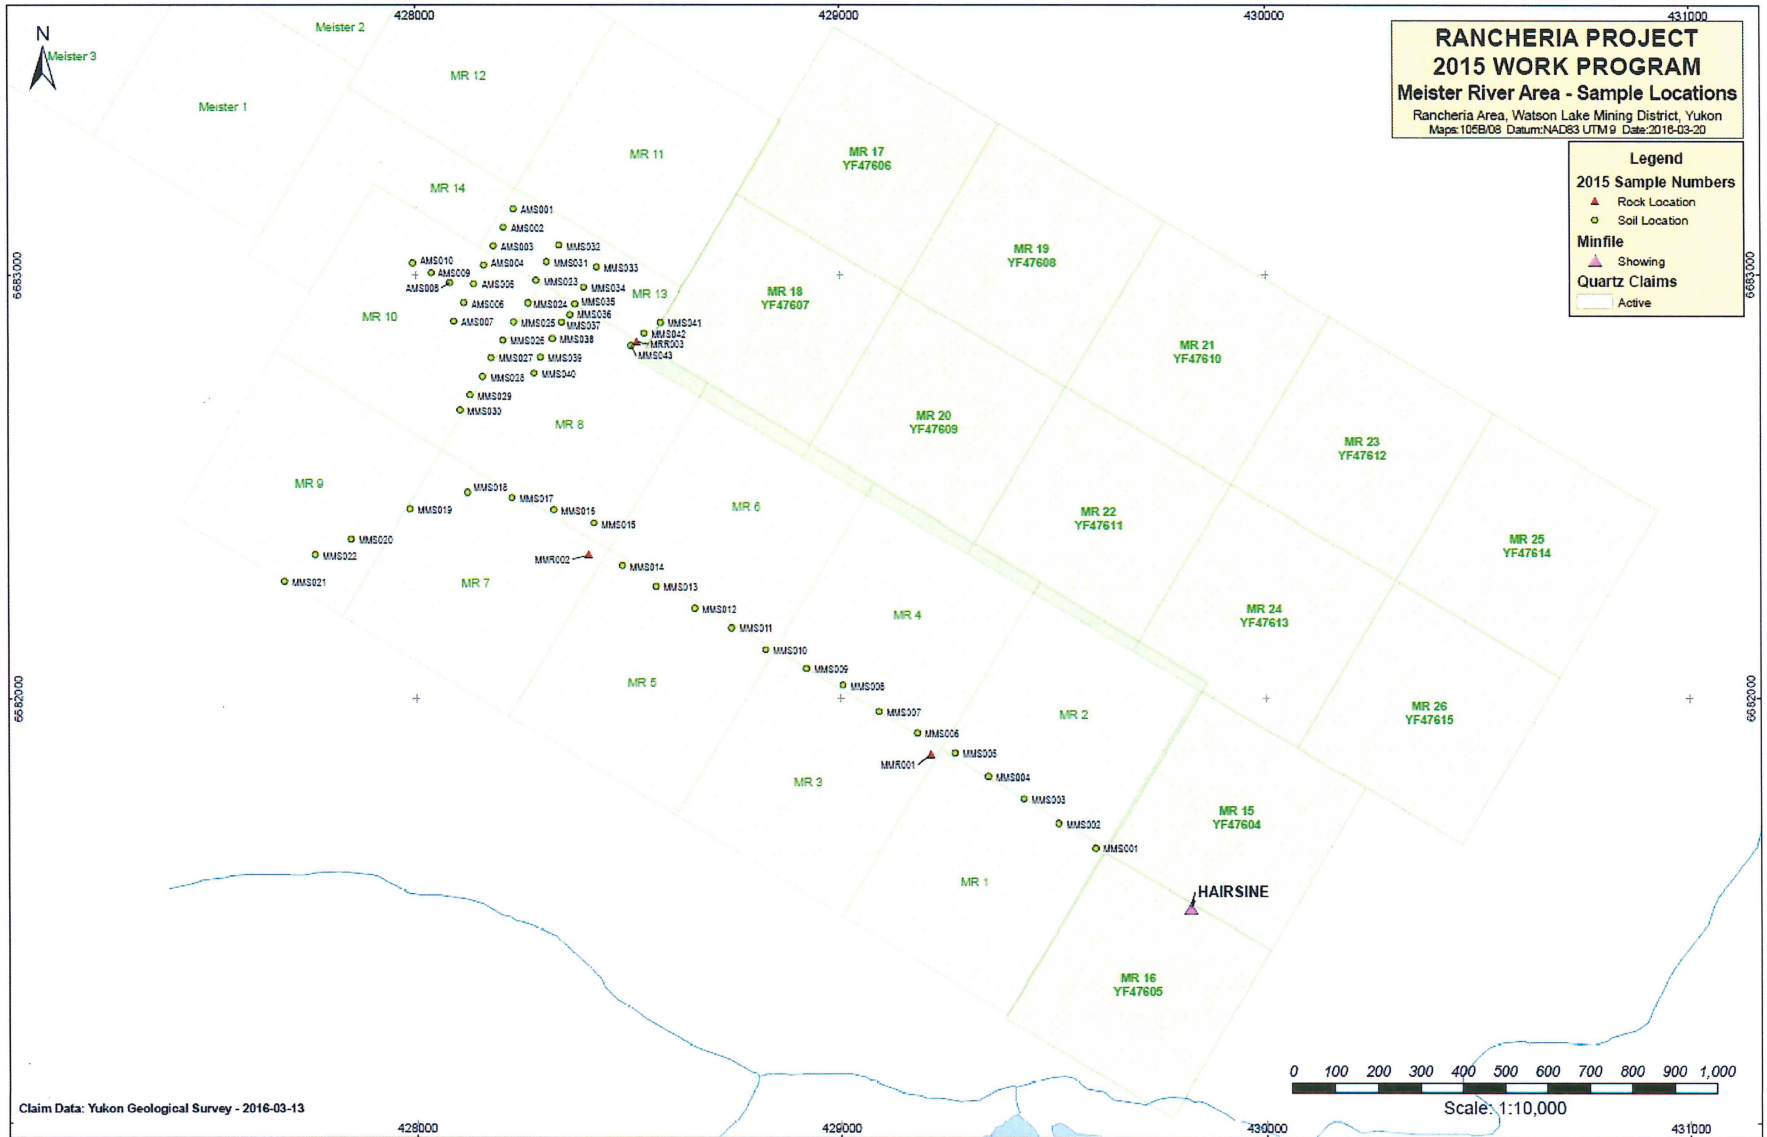 428000
429000
430000
431000
RANCHERIA PROJECT
2015 WORK PROGRAM
Meister River Area - Sample Locations
Rancheria Area, Watson Lake Mining District, Yukon
Maps:105B/08 Datum:NAD83 UTM 9 Date:2016-03-20
Legend
2015 Sample Numbers
Rock Location
Soil Location
Minfile
Showing
Quartz Claims
Active
N
Meister 3
Meister 2
Meister 1
MR 12
MR 11
MR 14
MR 17
YF47606
MR 19
YF47608
MR 18
YF47607
MR 21
YF47610
MR 20
YF47609
MR 23
YF47612
MR 22
YF47611
MR 25
YF47614
MR 24
YF47613
MR 26
YF47615
MR 15
YF47604
MR 16
YF47605
MR 13
MR 10
MR 8
MR 9
MR 6
MR 7
MR 4
MR 5
MR 2
MR 3
MR 1
AMS001
AMS002
AMS003
AMS004
AMS005
AMS006
AMS007
AMS008
AMS009
AMS010
MMS032
MMS031
MMS033
MMS023
MMS034
MMS024
MMS035
MMS036
MMS025
MMS037
MMS026
MMS038
MMS027
MMS039
MMS028
MMS040
MMS029
MMS030
MMS041
MMS042
MRR003
MMS043
MMS018
MMS017
MMS019
MMS016
MMS015
MMS020
MMS022
MMS021
MMR002
MMS014
MMS013
MMS012
MMS011
MMS010
MMS009
MMS008
MMS007
MMS006
MMS005
MMR001
MMS004
MMS003
MMS002
MMS001
HAIRSINE
6683000
6683000
6682000
6682000
0 100 200 300 400 500 600 700 800 900 1,000
Scale: 1:10,000
Claim Data: Yukon Geological Survey - 2016-03-13
428000
429000
430000
431000